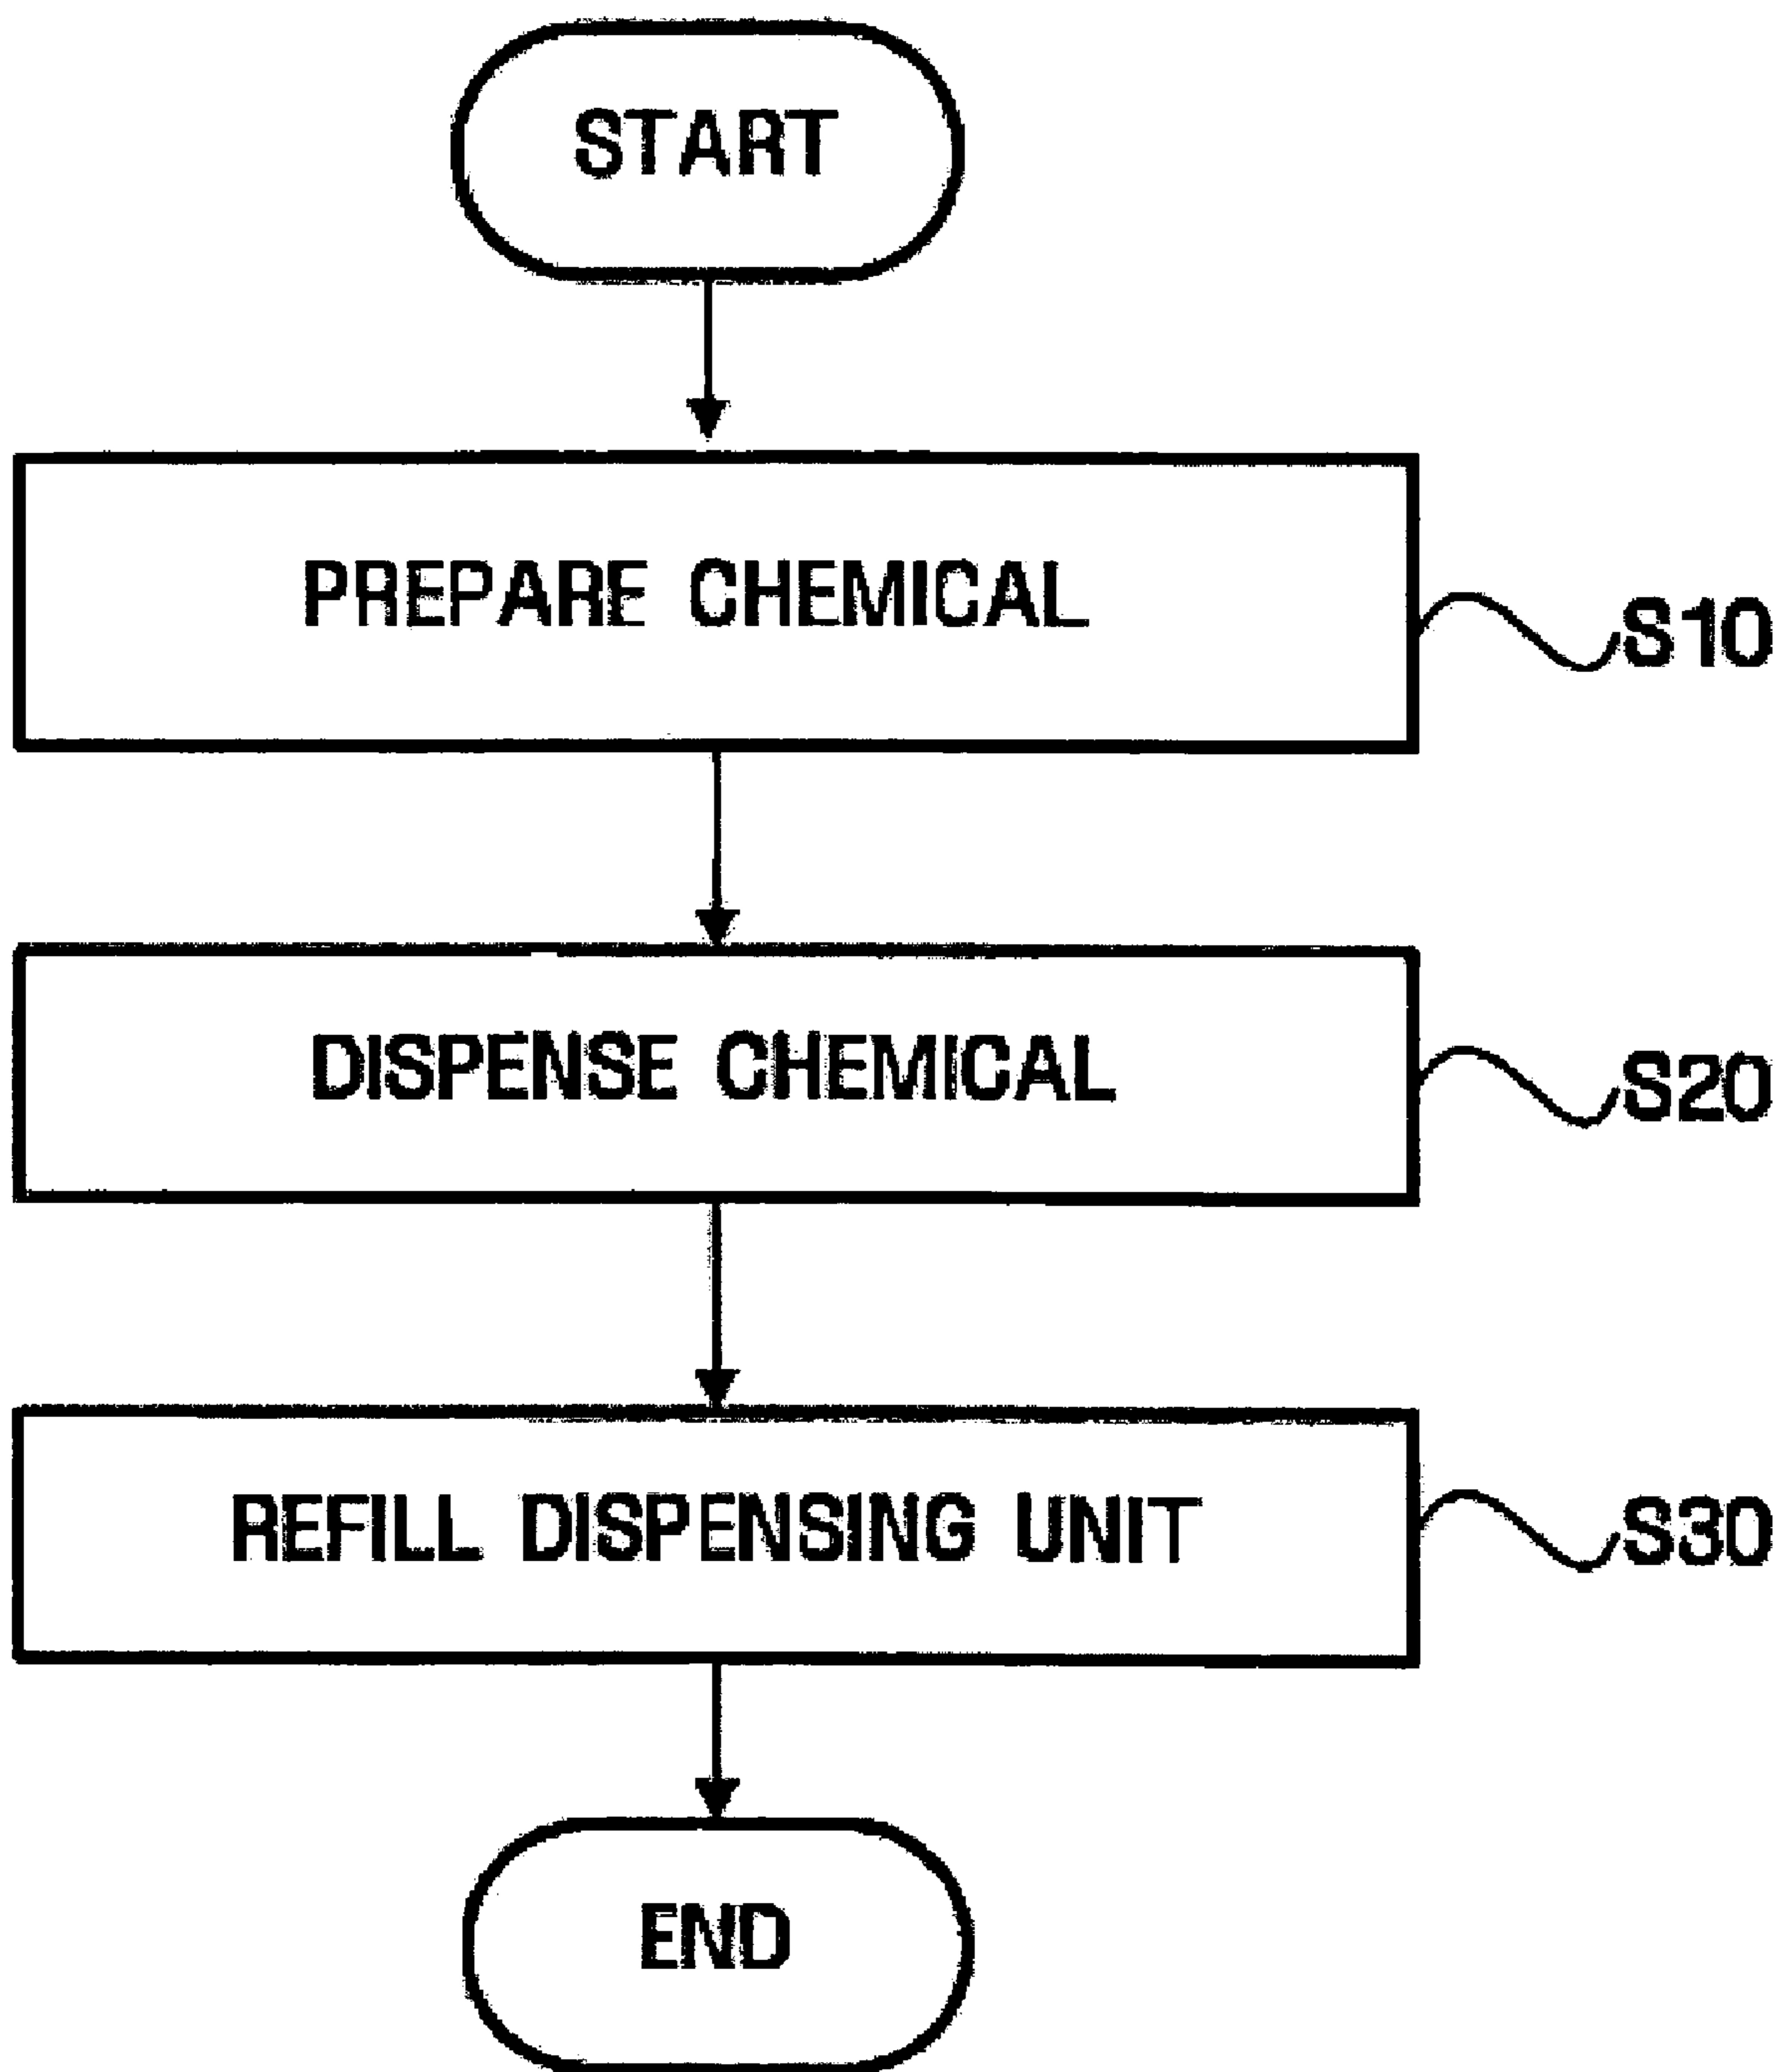 START
PREPARE CHEMICAL
S10
DISPENSE CHEMICAL
S20
REFILL DISPENSING UNIT
S30
END